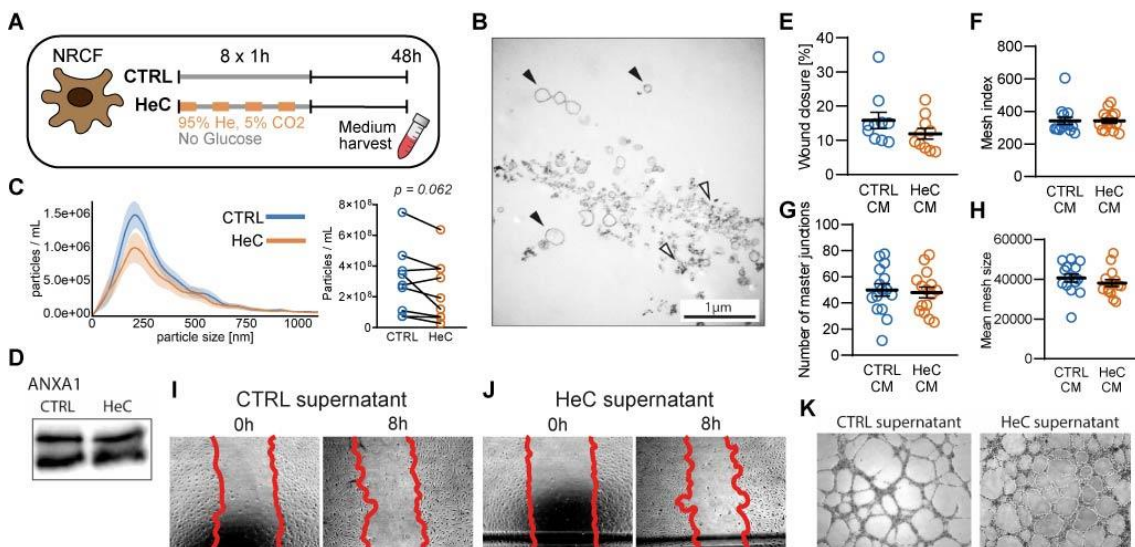 A
NRCF
8 x 1h
48h
CTRL
HeC
95% He, 5% CO2
No Glucose
Medium
harvest
B
1µm
C
particles / mL
1.5e+06
1.0e+06
5.0e+05
0.0e+00
0
250
500
750
1000
particle size [nm]
CTRL
HeC
p = 0.062
Particles / mL
8×10⁸
6×10⁸
4×10⁸
2×10⁸
0
CTRL
HeC
D
ANXA1
CTRL HeC
E
Wound closure [%]
40
30
20
10
0
CTRL HeC
CM CM
F
Mesh index
800
600
400
200
0
CTRL HeC
CM CM
G
Number of master junctions
100
80
60
40
20
0
CTRL HeC
CM CM
H
Mean mesh size
60000
40000
20000
0
CTRL HeC
CM CM
I
CTRL supernatant
0h 8h
J
HeC supernatant
0h 8h
K
CTRL supernatant HeC supernatant